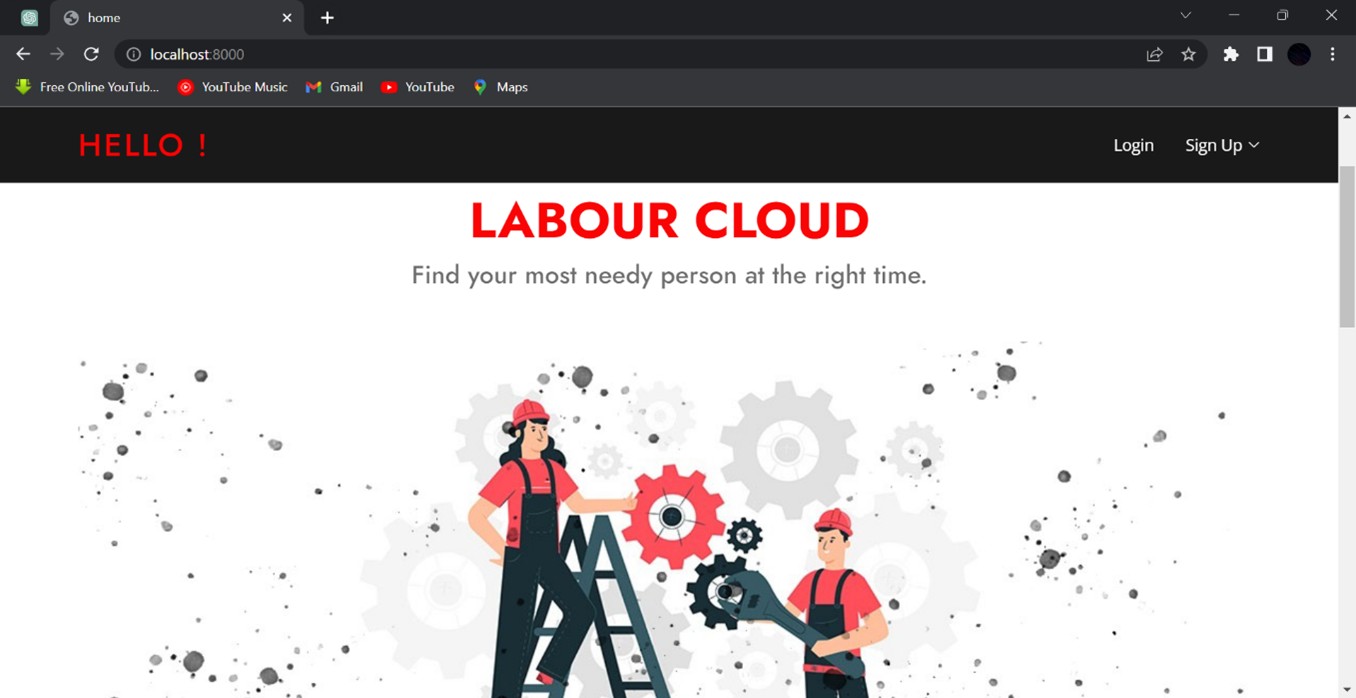 home
localhost:8000
Free Online YouTub...
YouTube Music
Gmail
YouTube
Maps
HELLO !
Login
Sign Up
LABOUR CLOUD
Find your most needy person at the right time.